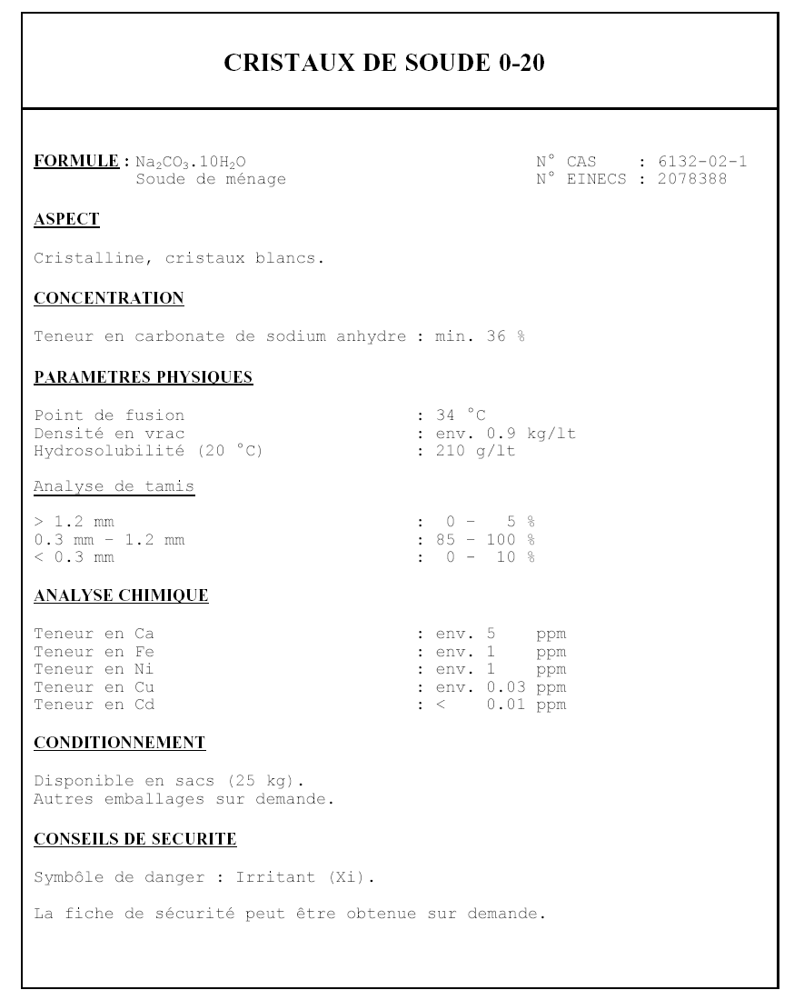 CRISTAUX DE SOUDE 0-20
FORMULE : Na₂CO₃.10H₂O N° CAS : 6132-02-1
Soude de ménage N° EINECS : 2078388
ASPECT
Cristalline, cristaux blancs.
CONCENTRATION
Teneur en carbonate de sodium anhydre : min. 36 %
PARAMETRES PHYSIQUES
Point de fusion : 34 °C
Densité en vrac : env. 0.9 kg/lt
Hydrosolubilité (20 °C) : 210 g/lt
Analyse de tamis
> 1.2 mm : 0 – 5 %
0.3 mm – 1.2 mm : 85 – 100 %
< 0.3 mm : 0 – 10 %
ANALYSE CHIMIQUE
Teneur en Ca : env. 5 ppm
Teneur en Fe : env. 1 ppm
Teneur en Ni : env. 1 ppm
Teneur en Cu : env. 0.03 ppm
Teneur en Cd : < 0.01 ppm
CONDITIONNEMENT
Disponible en sacs (25 kg).
Autres emballages sur demande.
CONSEILS DE SECURITE
Symbôle de danger : Irritant (Xi).
La fiche de sécurité peut être obtenue sur demande.